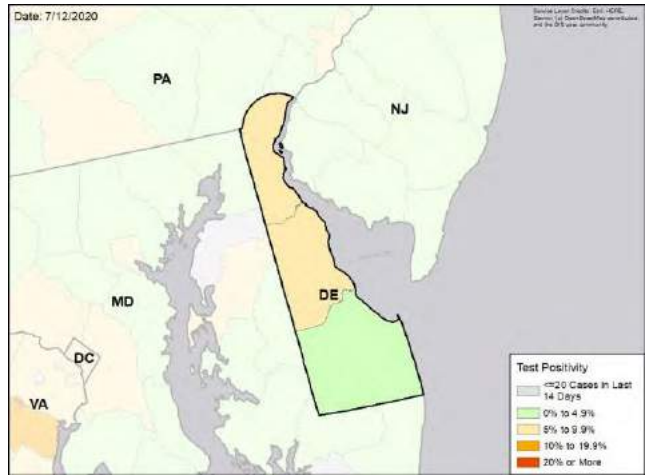 Date: 7/12/2020
PA
NJ
DE
MD
DC
VA
Test Positivity
<=20 Cases in Last
14 Days
0% to 4.9%
5% to 9.9%
10% to 19.9%
20% or More